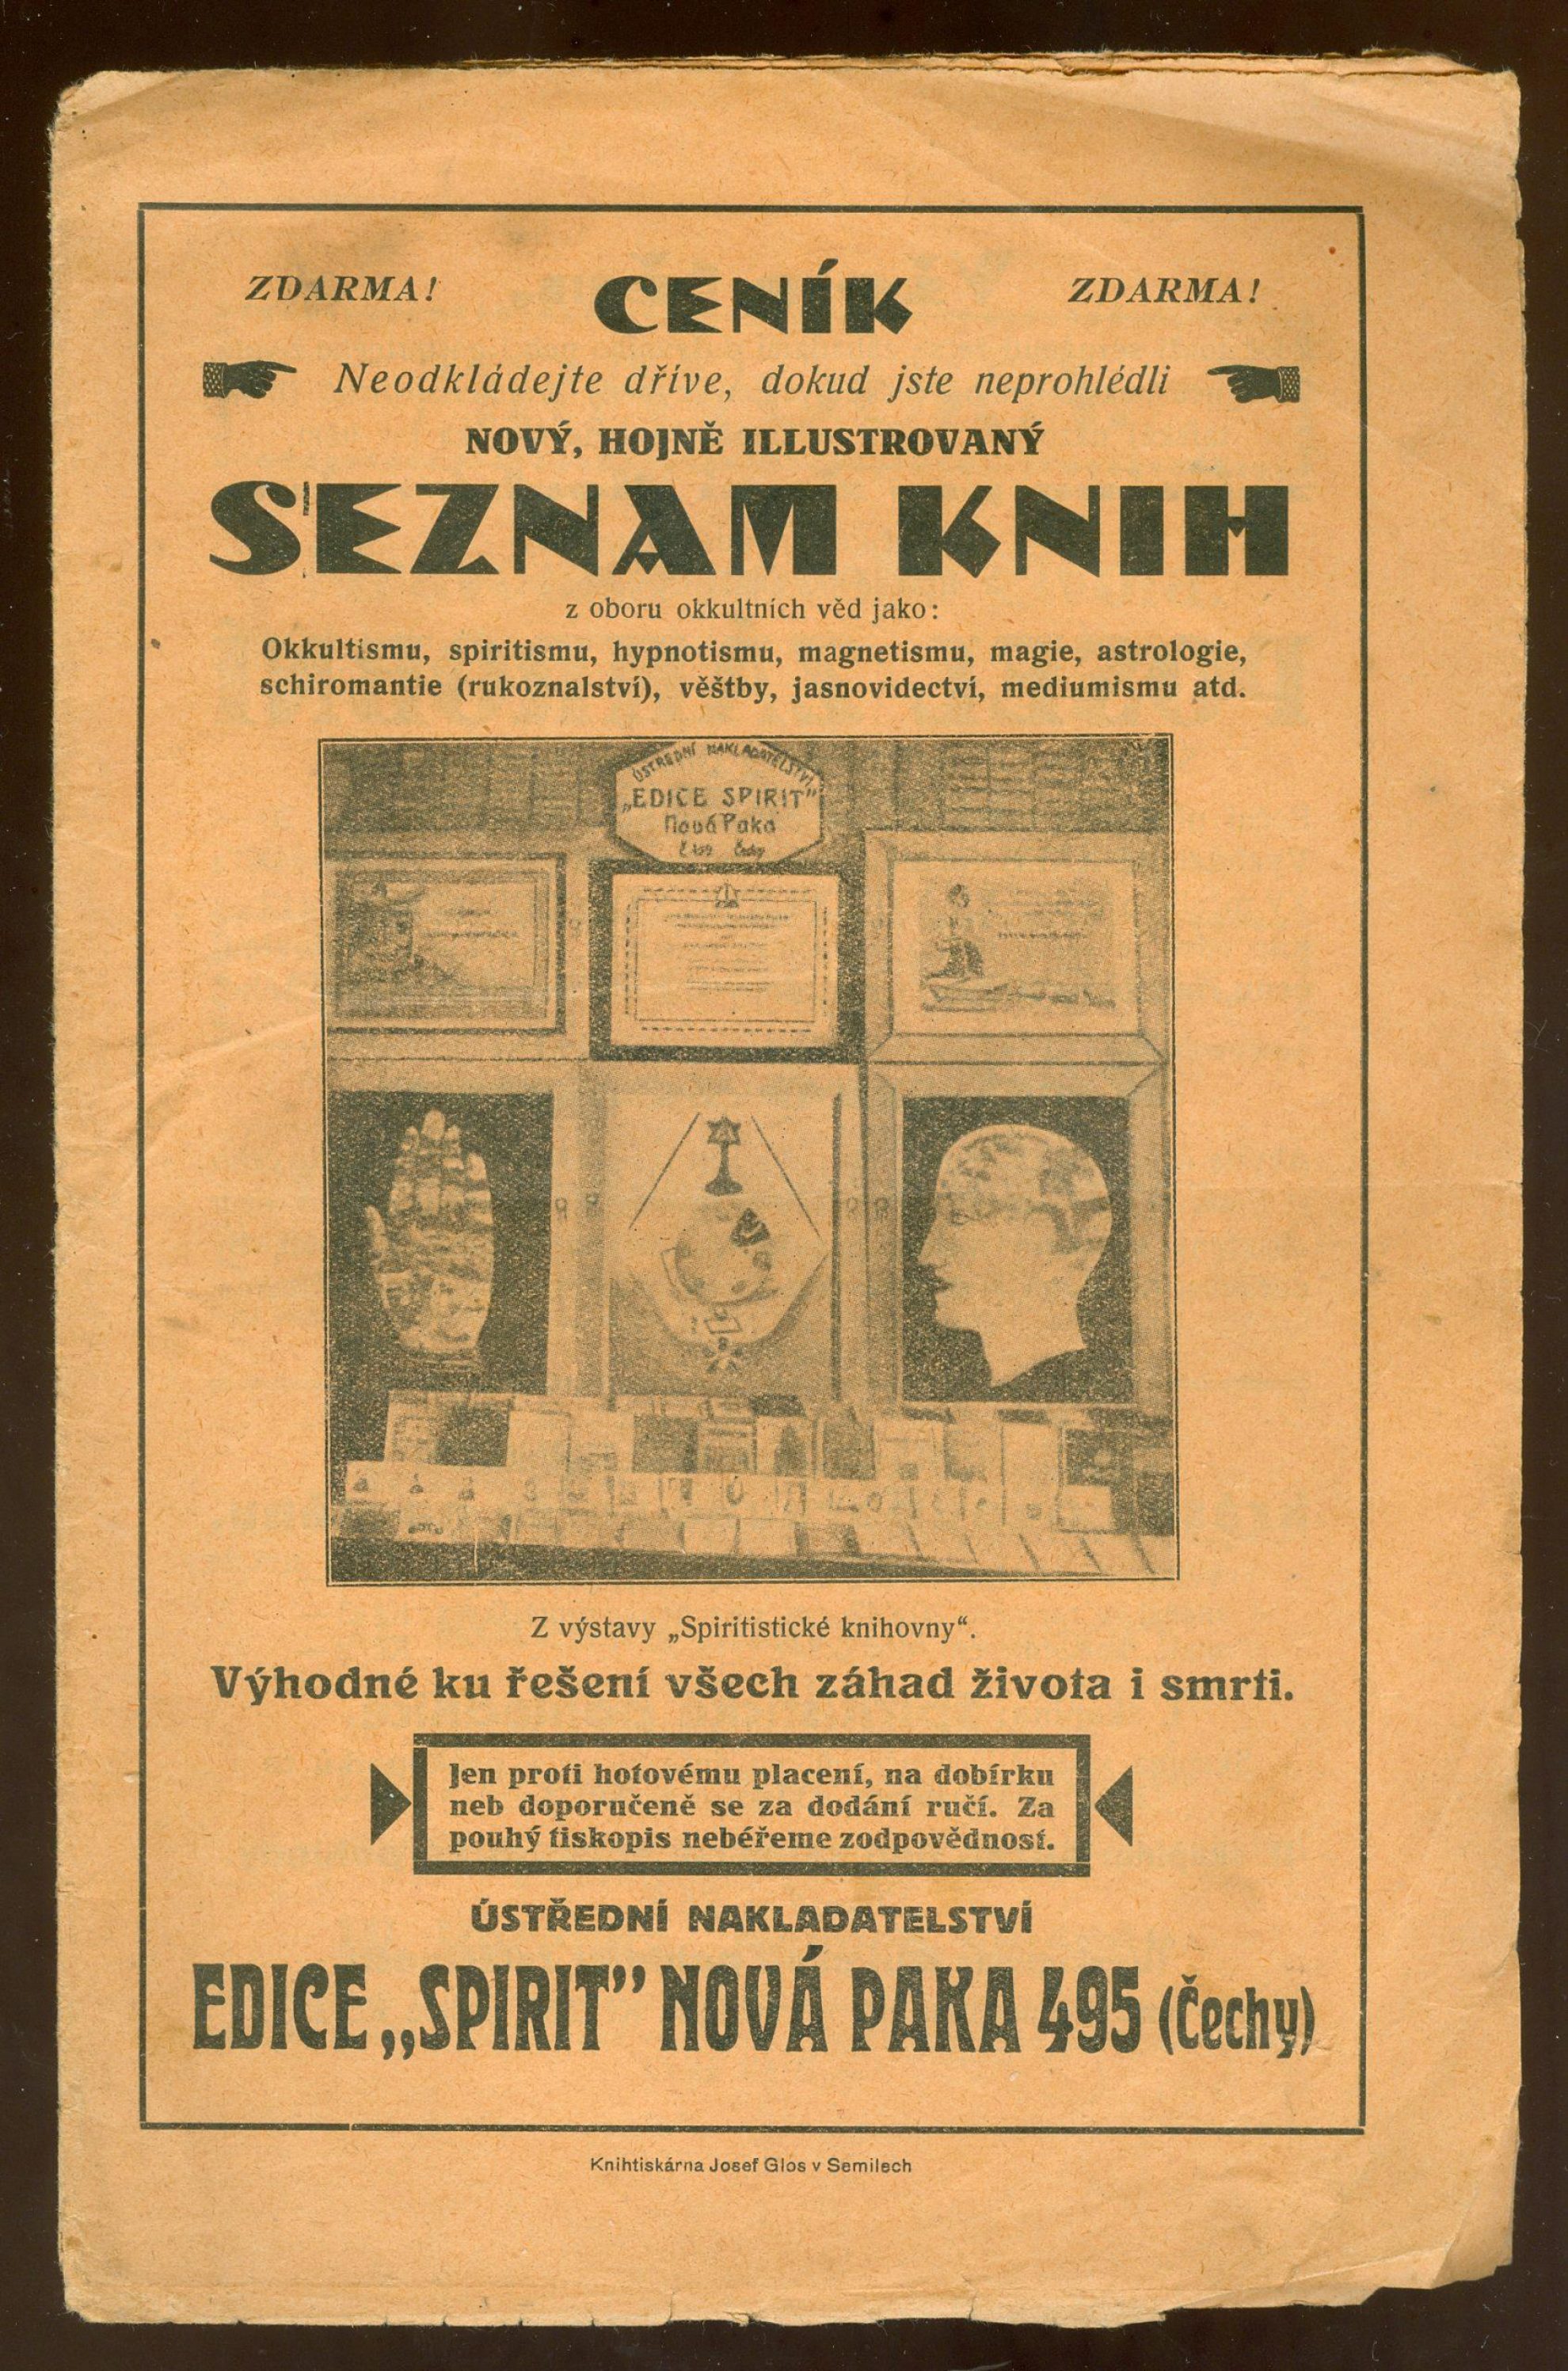 ZDARMA! CENÍK ZDARMA!
Neodkládejte dříve, dokud jste neprohlédli
NOVÝ, HOJNĚ ILLUSTROVANÝ
SEZNAM KNIH
z oboru okkultních věd jako:
Okkultismu, spiritismu, hypnotismu, magnetismu, magie, astrologie,
schiromantie (rukoznalství), věštby, jasnovidectví, mediumismu atd.
ÚSTŘEDNÍ NAKLADATELSTVÍ
„EDICE SPIRIT"
Nová Paka
Z výstavy „Spiritistické knihovny“.
Výhodné ku řešení všech záhad života i smrti.
Jen proti hotovému placení, na dobírku
neb doporučeně se za dodání ručí. Za
pouhý tiskopis nebéřeme zodpovědnost.
ÚSTŘEDNÍ NAKLADATELSTVÍ
EDICE „SPIRIT” NOVÁ PAKA 495 (Čechy)
Knihtiskárna Josef Glos v Semilech